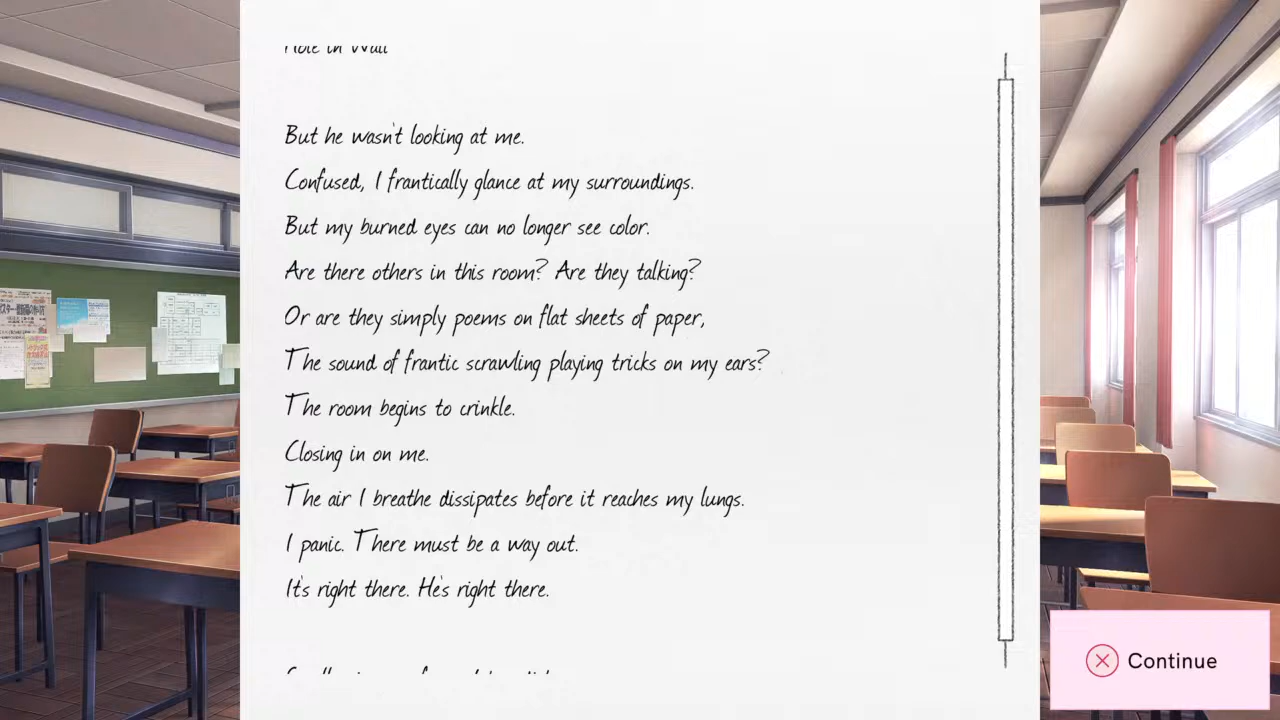 Hole in Wall
But he wasn't looking at me.
Confused, I frantically glance at my surroundings.
But my burned eyes can no longer see color.
Are there others in this room? Are they talking?
Or are they simply poems on flat sheets of paper,
The sound of frantic scrawling playing tricks on my ears?
The room begins to crinkle.
Closing in on me.
The air I breathe dissipates before it reaches my lungs.
I panic. There must be a way out.
It's right there. He's right there.
Continue